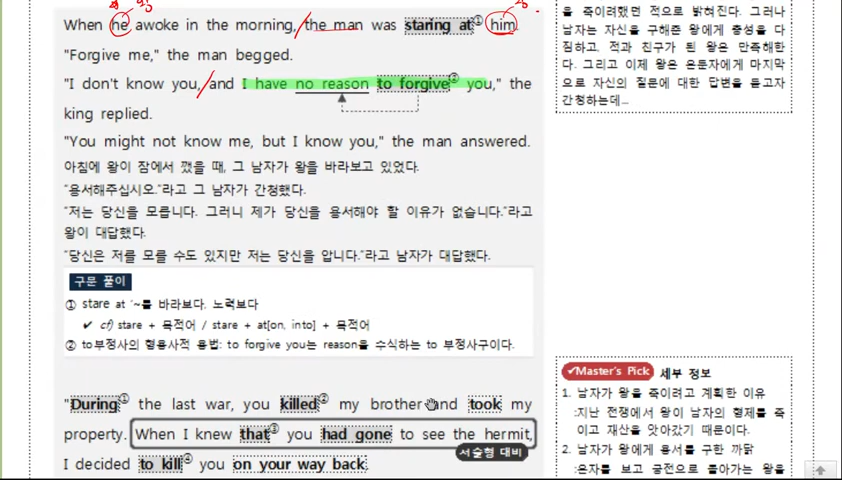 When he awoke in the morning, the man was staring at① him.
"Forgive me," the man begged.
"I don't know you, and I have no reason to forgive② you," the
king replied.
"You might not know me, but I know you," the man answered.
아침에 왕이 잠에서 깼을 때, 그 남자가 왕을 바라보고 있었다.
"용서해주십시오."라고 그 남자가 간청했다.
"저는 당신을 모릅니다. 그러니 제가 당신을 용서해야 할 이유가 없습니다."라고
왕이 대답했다.
"당신은 저를 모를 수도 있지만 저는 당신을 압니다."라고 남자가 대답했다.
구문 풀이
① stare at ~를 바라보다, 노력보다
✔ cf) stare + 목적어 / stare + at[on, into] + 목적어
② to부정사의 형용사적 용법: to forgive you는 reason을 수식하는 to 부정사구이다.
"During① the last war, you killed② my brother and took my
property. When I knew that③ you had gone to see the hermit,
서술형 대비
I decided to kill④ you on your way back.
을 죽이려했던 적으로 밝혀진다. 그러나
남자는 자신을 구해준 왕에게 충성을 다
짐하고, 적과 친구가 된 왕은 만족해한
다. 그리고 이제 왕은 은둔자에게 마지막
으로 자신의 질문에 대한 답변을 듣고자
간청하는데…
✔Master's Pick 세부 정보
1. 남자가 왕을 죽이려고 계획한 이유
:지난 전쟁에서 왕이 남자의 형제를 죽
이고 재산을 앗아갔기 때문이다.
2. 남자가 왕에게 용서를 구한 까닭
:은자를 보고 궁전으로 돌아가는 왕을